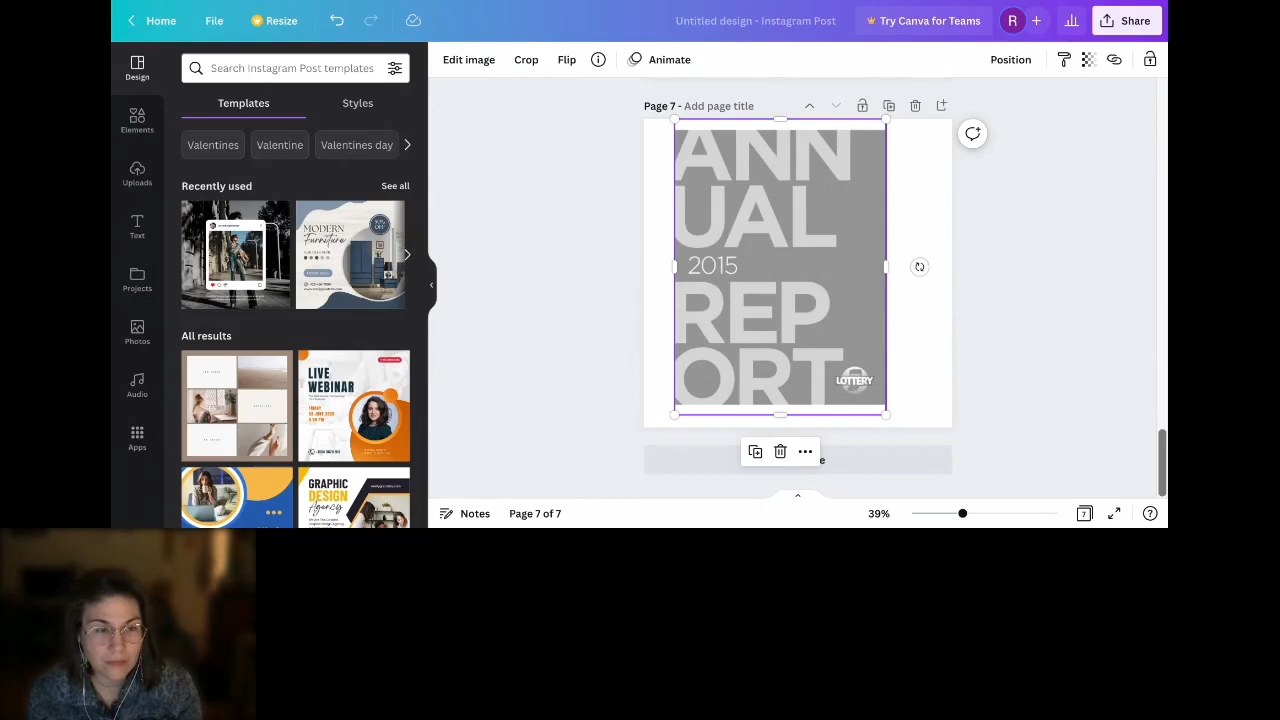 Home
File
Resize
Untitled design - Instagram Post
Try Canva for Teams
R
Share
Design
Elements
Uploads
Text
Projects
Photos
Audio
Apps
Search Instagram Post templates
Templates
Styles
Valentines
Valentine
Valentines day
Recently used
See all
MODERN
Furniture
50%
OFF
All results
LIVE
WEBINAR
GRAPHIC
DESIGN
Agency
Edit image
Crop
Flip
Animate
Position
Page 7 - Add page title
ANN
UAL
2015
REP
ORT
LOTTERY
Notes
Page 7 of 7
39%
7